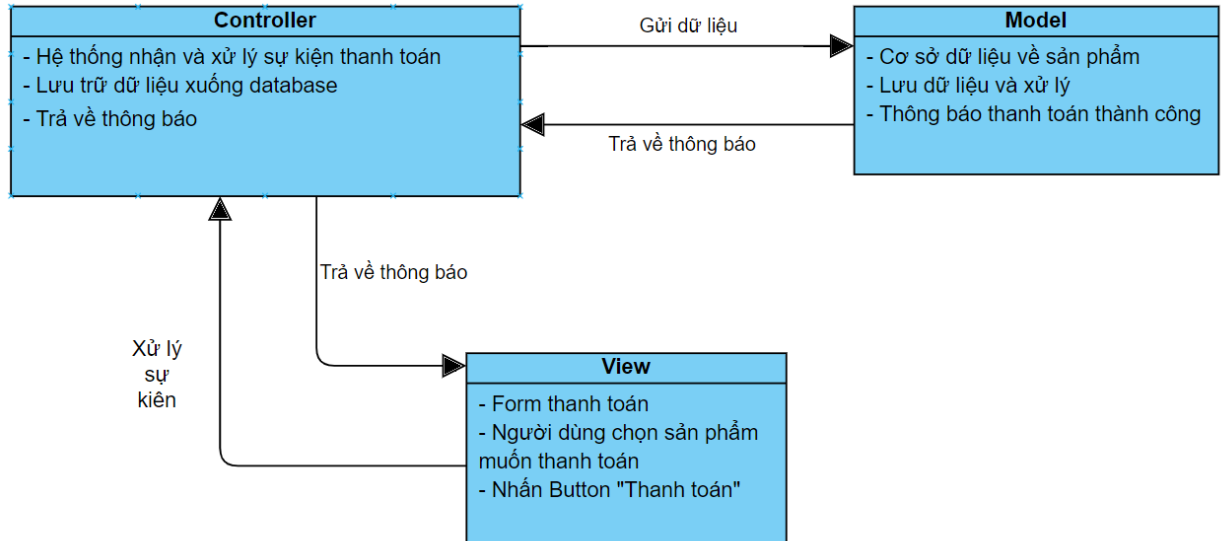 Controller
- Hệ thống nhận và xử lý sự kiện thanh toán
- Lưu trữ dữ liệu xuống database
- Trả về thông báo
Gửi dữ liệu
Trả về thông báo
Model
- Cơ sở dữ liệu về sản phẩm
- Lưu dữ liệu và xử lý
- Thông báo thanh toán thành công
Trả về thông báo
Xử lý
sự
kiên
View
- Form thanh toán
- Người dùng chọn sản phẩm
muốn thanh toán
- Nhấn Button "Thanh toán"